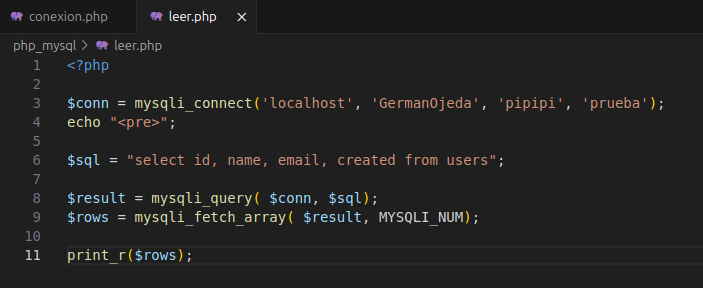 conexion.php leer.php ×
php_mysql > leer.php
1 <?php
2
3 $conn = mysqli_connect('localhost', 'GermanOjeda', 'pipipi', 'prueba');
4 echo "<pre>";
5
6 $sql = "select id, name, email, created from users";
7
8 $result = mysqli_query( $conn, $sql);
9 $rows = mysqli_fetch_array( $result, MYSQLI_NUM);
10
11 print_r($rows);